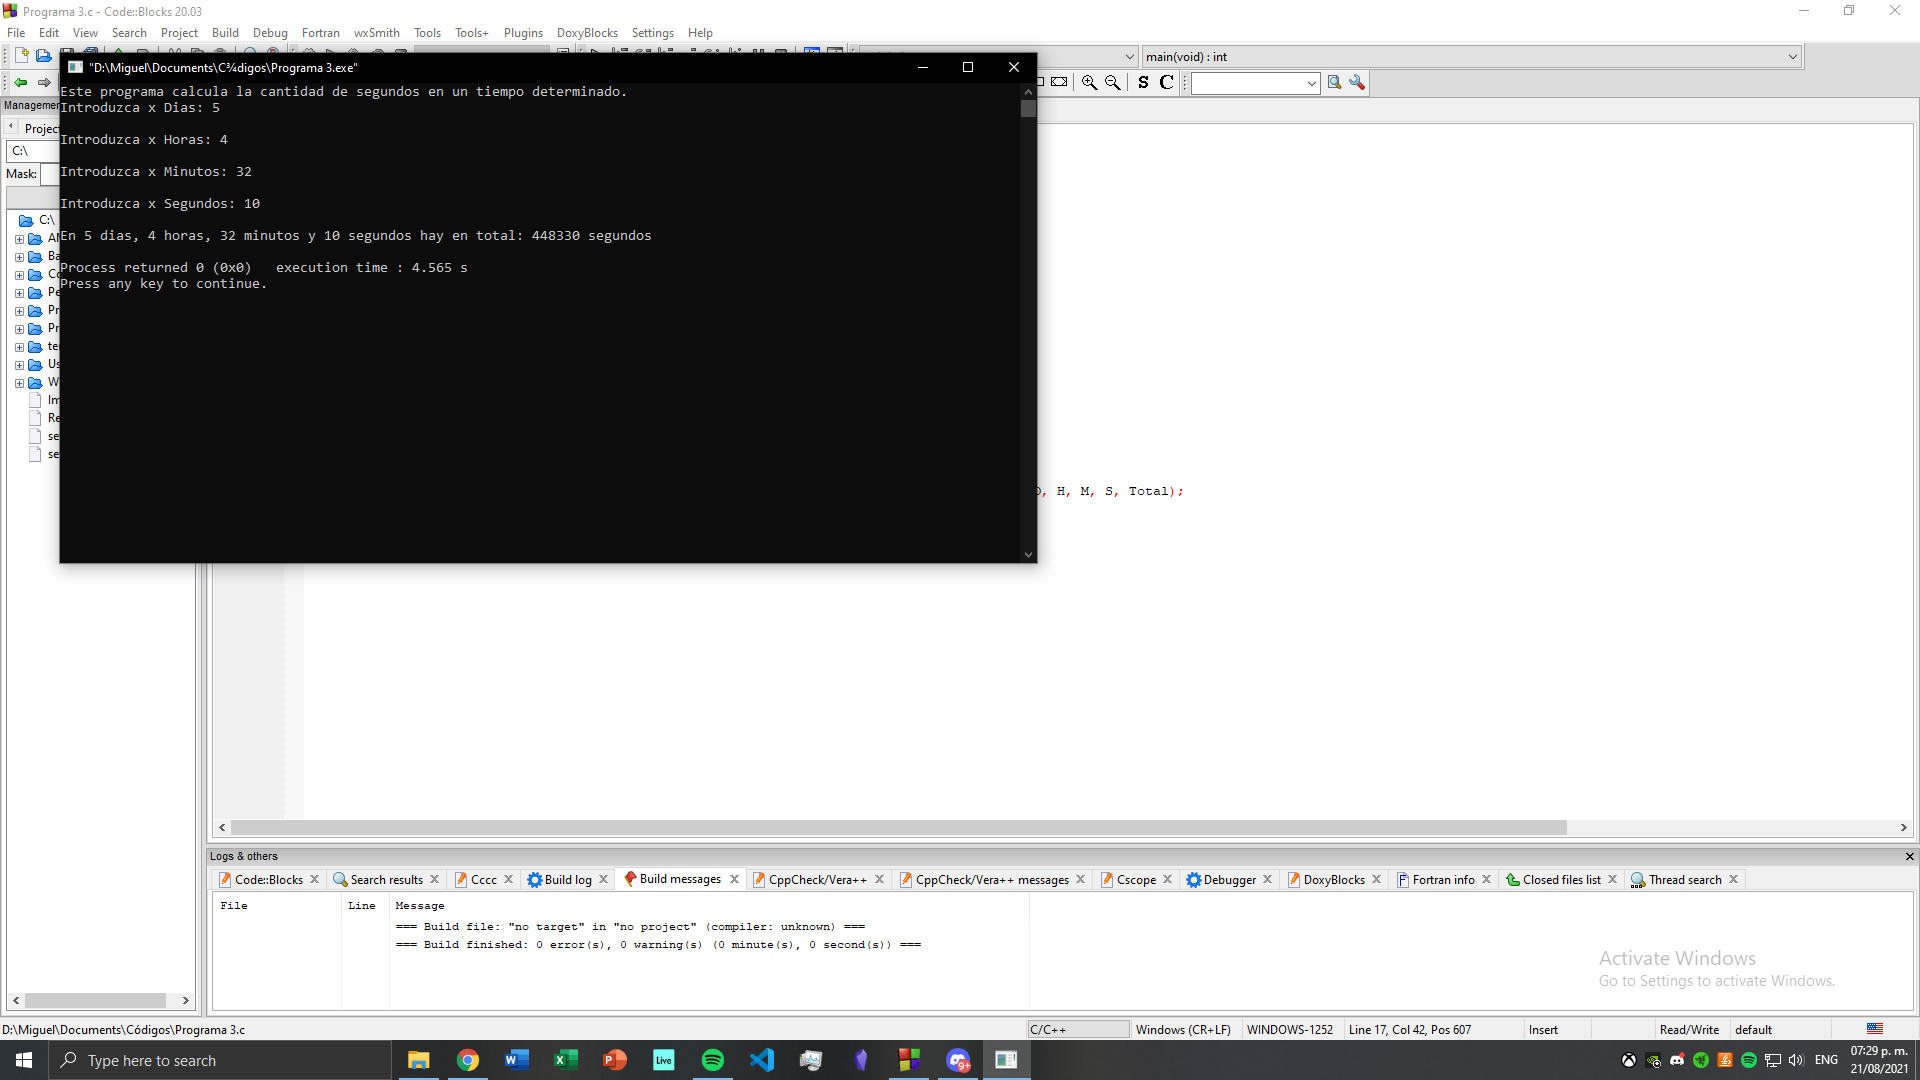 Programa 3.c - Code::Blocks 20.03
File Edit View Search Project Build Debug Fortran wxSmith Tools Tools+ Plugins DoxyBlocks Settings Help
main(void) : int
"D:\Miguel\Documents\C¾digos\Programa 3.exe"
S C
Este programa calcula la cantidad de segundos en un tiempo determinado.
Introduzca x Dias: 5
Introduzca x Horas: 4
Introduzca x Minutos: 32
Introduzca x Segundos: 10
En 5 dias, 4 horas, 32 minutos y 10 segundos hay en total: 448330 segundos
Process returned 0 (0x0)   execution time : 4.565 s
Press any key to continue.
Managemen
Projec
C:\
Mask:
C:\
Ba
Co
Pe
Pr
Pr
te
Us
W
Im
Re
se
se
, H, M, S, Total);
Logs & others
Code::Blocks Search results Cccc Build log Build messages CppCheck/Vera++ CppCheck/Vera++ messages Cscope Debugger DoxyBlocks Fortran info Closed files list Thread search
File Line Message
=== Build file: "no target" in "no project" (compiler: unknown) ===
=== Build finished: 0 error(s), 0 warning(s) (0 minute(s), 0 second(s)) ===
Activate Windows
Go to Settings to activate Windows.
D:\Miguel\Documents\Códigos\Programa 3.c C/C++ Windows (CR+LF) WINDOWS-1252 Line 17, Col 42, Pos 607 Insert Read/Write default
Type here to search
Live
9+
ENG
07:29 p. m.
21/08/2021